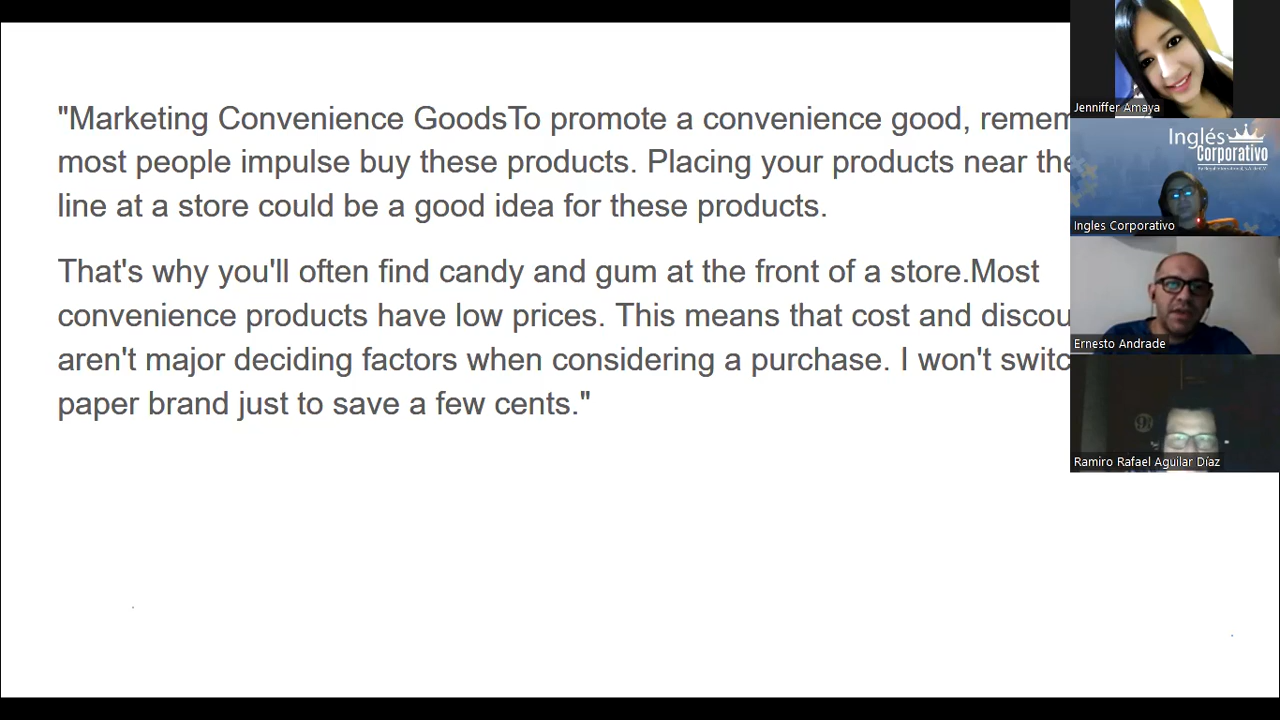 "Marketing Convenience GoodsTo promote a convenience good, remem
most people impulse buy these products. Placing your products near the
line at a store could be a good idea for these products.
That's why you'll often find candy and gum at the front of a store.Most
convenience products have low prices. This means that cost and discou
aren't major deciding factors when considering a purchase. I won't switc
paper brand just to save a few cents."
Jenniffer Amaya
Inglés
Corporativo
Ingles Corporativo
Ernesto Andrade
Ramiro Rafael Aguilar Díaz